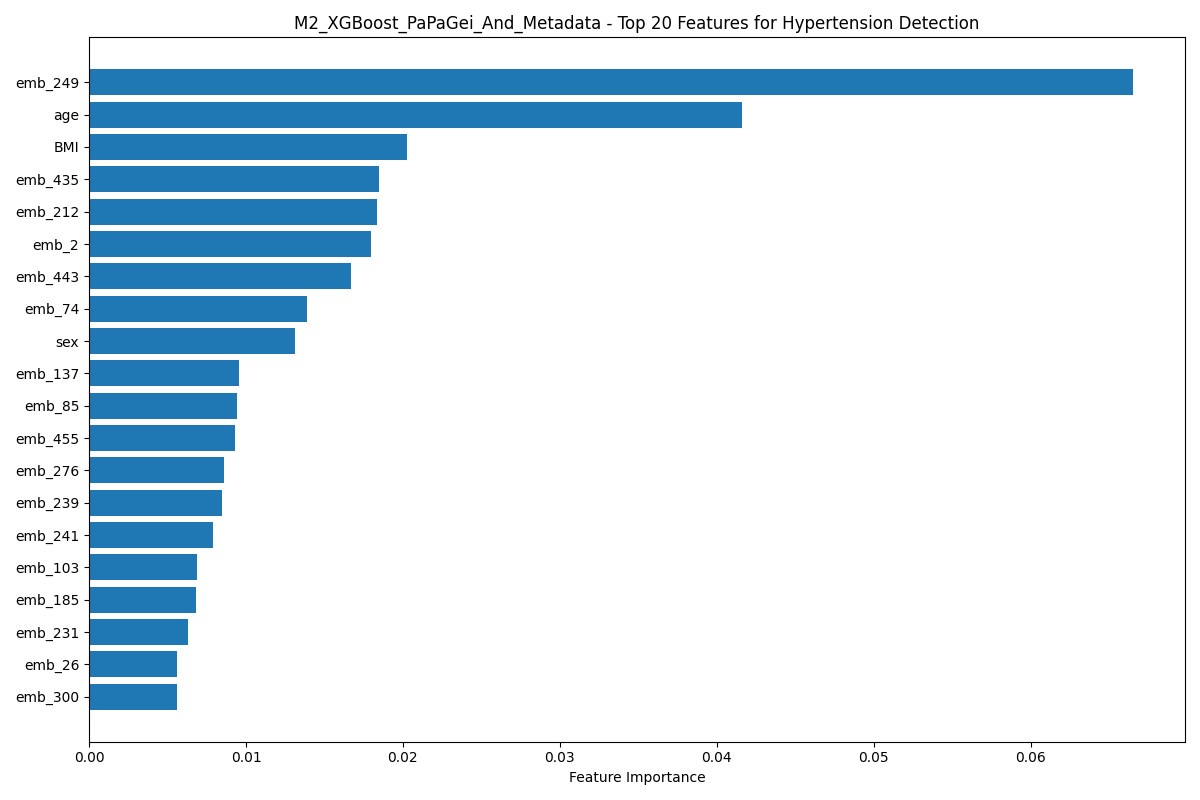 M2_XGBoost_PaPaGei_And_Metadata - Top 20 Features for Hypertension Detection
emb_249
age
BMI
emb_435
emb_212
emb_2
emb_443
emb_74
sex
emb_137
emb_85
emb_455
emb_276
emb_239
emb_241
emb_103
emb_185
emb_231
emb_26
emb_300
0.00 0.01 0.02 0.03 0.04 0.05 0.06
Feature Importance